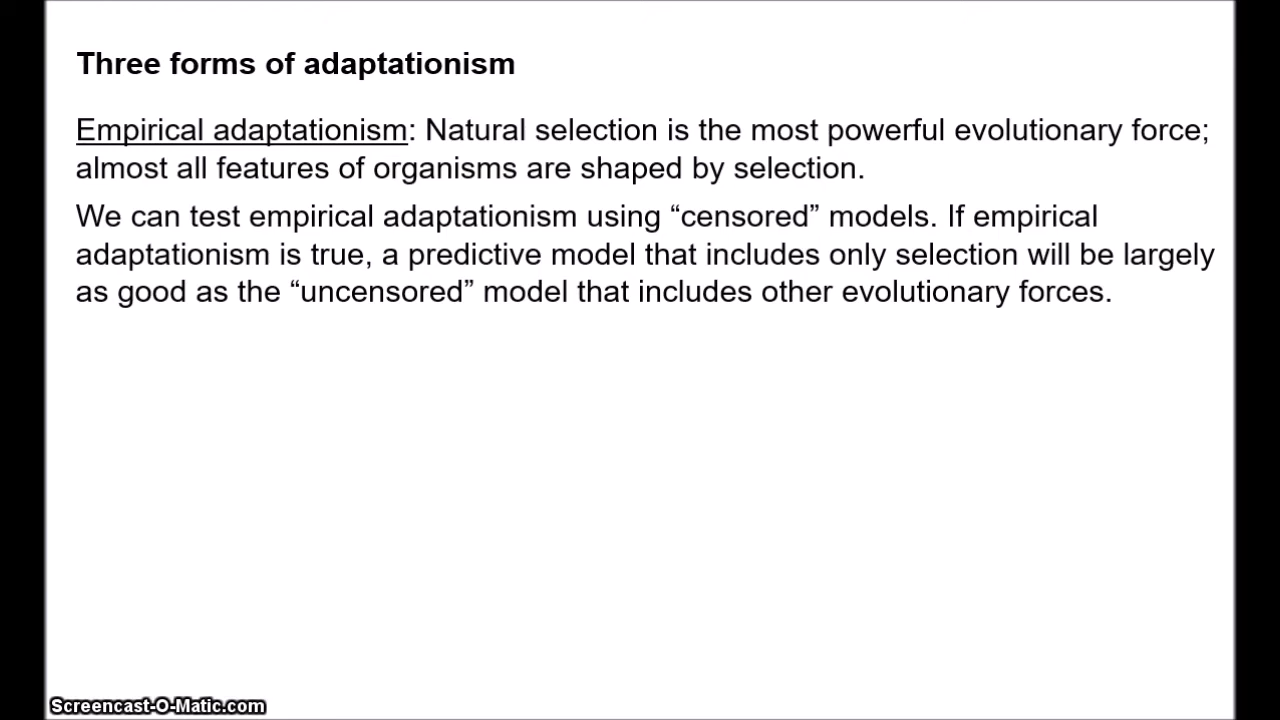 Three forms of adaptationism
Empirical adaptationism: Natural selection is the most powerful evolutionary force;
almost all features of organisms are shaped by selection.
We can test empirical adaptationism using “censored” models. If empirical
adaptationism is true, a predictive model that includes only selection will be largely
as good as the “uncensored” model that includes other evolutionary forces.
Screencast-O-Matic.com